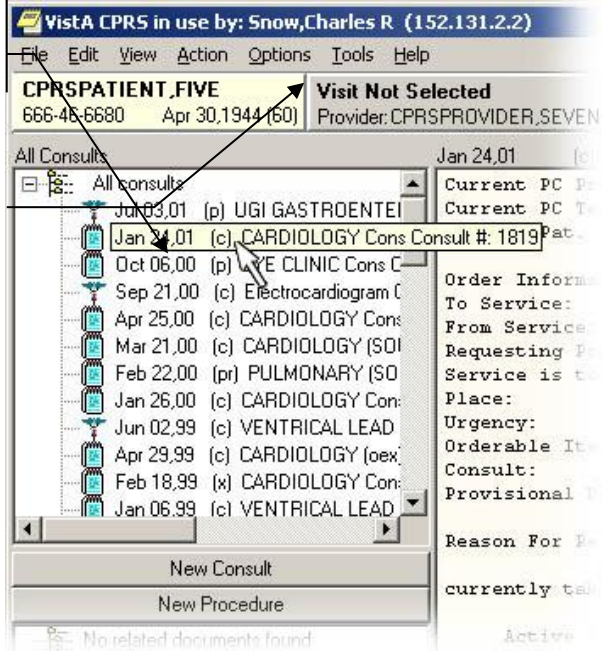 VistA CPRS in use by: Snow,Charles R (152.131.2.2)
File Edit View Action Options Tools Help
CPRSPATIENT,FIVE Visit Not Selected
666-46-6680 Apr 30,1944 (60) Provider: CPRSPROVIDER,SEVEN
All Consults
All consults
Jul 03,01 (p) UGI GASTROENTE
Jan 24,01 (c) CARDIOLOGY Cons Consult #: 1819
Oct 06,00 (p) EYE CLINIC Cons C
Sep 21,00 (c) Electrocardiogram
Apr 25,00 (c) CARDIOLOGY Cons
Mar 21,00 (c) CARDIOLOGY (SO
Feb 22,00 (pr) PULMONARY (SO
Jan 26,00 (c) CARDIOLOGY Con
Jun 02,99 (c) VENTRICAL LEAD
Apr 29,99 (c) CARDIOLOGY (oex
Feb 18,99 (x) CARDIOLOGY Con
Jan 06,99 (c) VENTRICAL LEAD
New Consult
New Procedure
No related documents found
Jan 24,01
Current PC
Current PC
Pat.
Order Inform
To Service:
From Service
Requesting
Service is to
Place:
Urgency:
Orderable It
Consult:
Provisional
Reason For
currently
Active